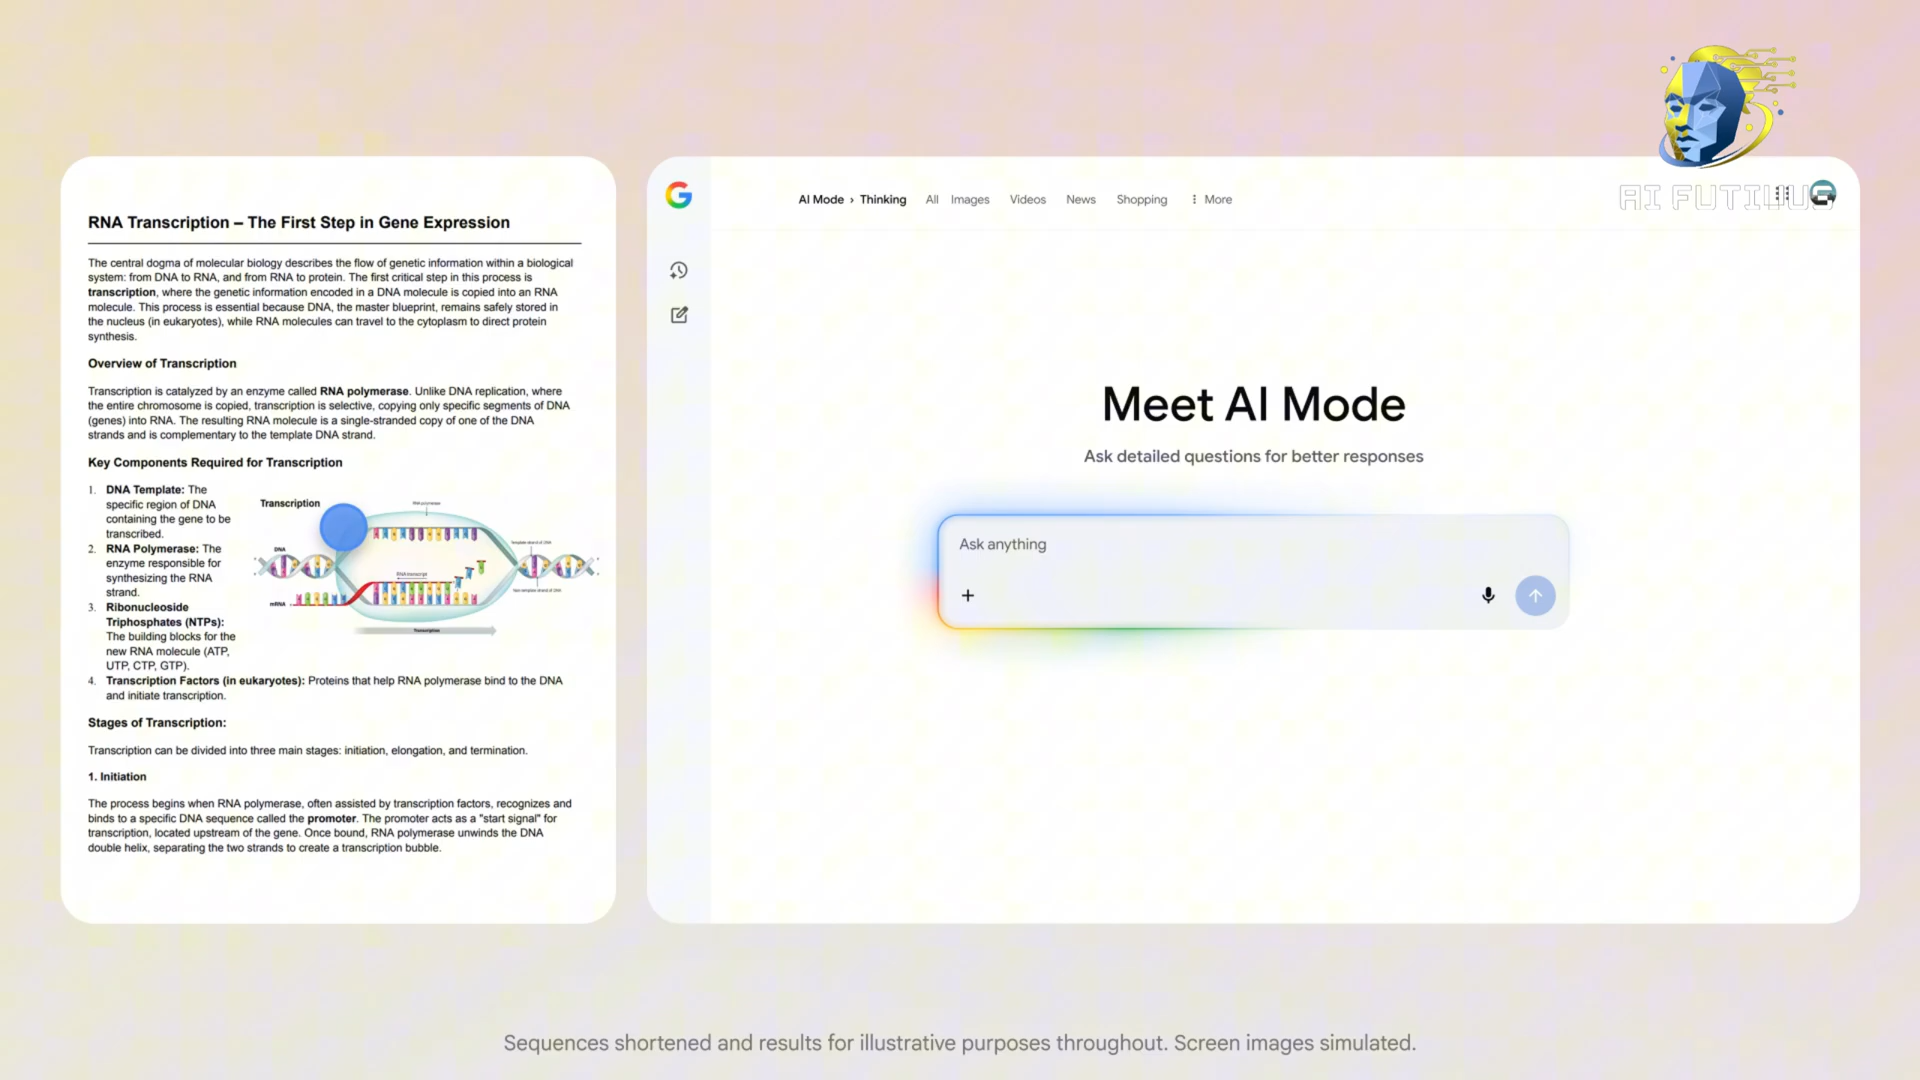 RNA Transcription – The First Step in Gene Expression
The central dogma of molecular biology describes the flow of genetic information within a biological
system: from DNA to RNA, and from RNA to protein. The first critical step in this process is
transcription, where the genetic information encoded in a DNA molecule is copied into an RNA
molecule. This process is essential because DNA, the master blueprint, remains safely stored in
the nucleus (in eukaryotes), while RNA molecules can travel to the cytoplasm to direct protein
synthesis.
Overview of Transcription
Transcription is catalyzed by an enzyme called RNA polymerase. Unlike DNA replication, where
the entire chromosome is copied, transcription is selective, copying only specific segments of DNA
(genes) into RNA. The resulting RNA molecule is a single-stranded copy of one of the DNA
strands and is complementary to the template DNA strand.
Key Components Required for Transcription
1. DNA Template: The
specific region of DNA
containing the gene to be
transcribed.
2. RNA Polymerase: The
enzyme responsible for
synthesizing the RNA
strand.
3. Ribonucleoside
Triphosphates (NTPs):
The building blocks for the
new RNA molecule (ATP,
UTP, CTP, GTP).
4. Transcription Factors (in eukaryotes): Proteins that help RNA polymerase bind to the DNA
and initiate transcription.
Transcription
RNA polymerase
DNA
Template strand of DNA
RNA transcript
Non-template strand of DNA
mRNA
Transcription
Stages of Transcription:
Transcription can be divided into three main stages: initiation, elongation, and termination.
1. Initiation
The process begins when RNA polymerase, often assisted by transcription factors, recognizes and
binds to a specific DNA sequence called the promoter. The promoter acts as a "start signal" for
transcription, located upstream of the gene. Once bound, RNA polymerase unwinds the DNA
double helix, separating the two strands to create a transcription bubble.
AI Mode › Thinking All Images Videos News Shopping More
Meet AI Mode
Ask detailed questions for better responses
Ask anything
Sequences shortened and results for illustrative purposes throughout. Screen images simulated.